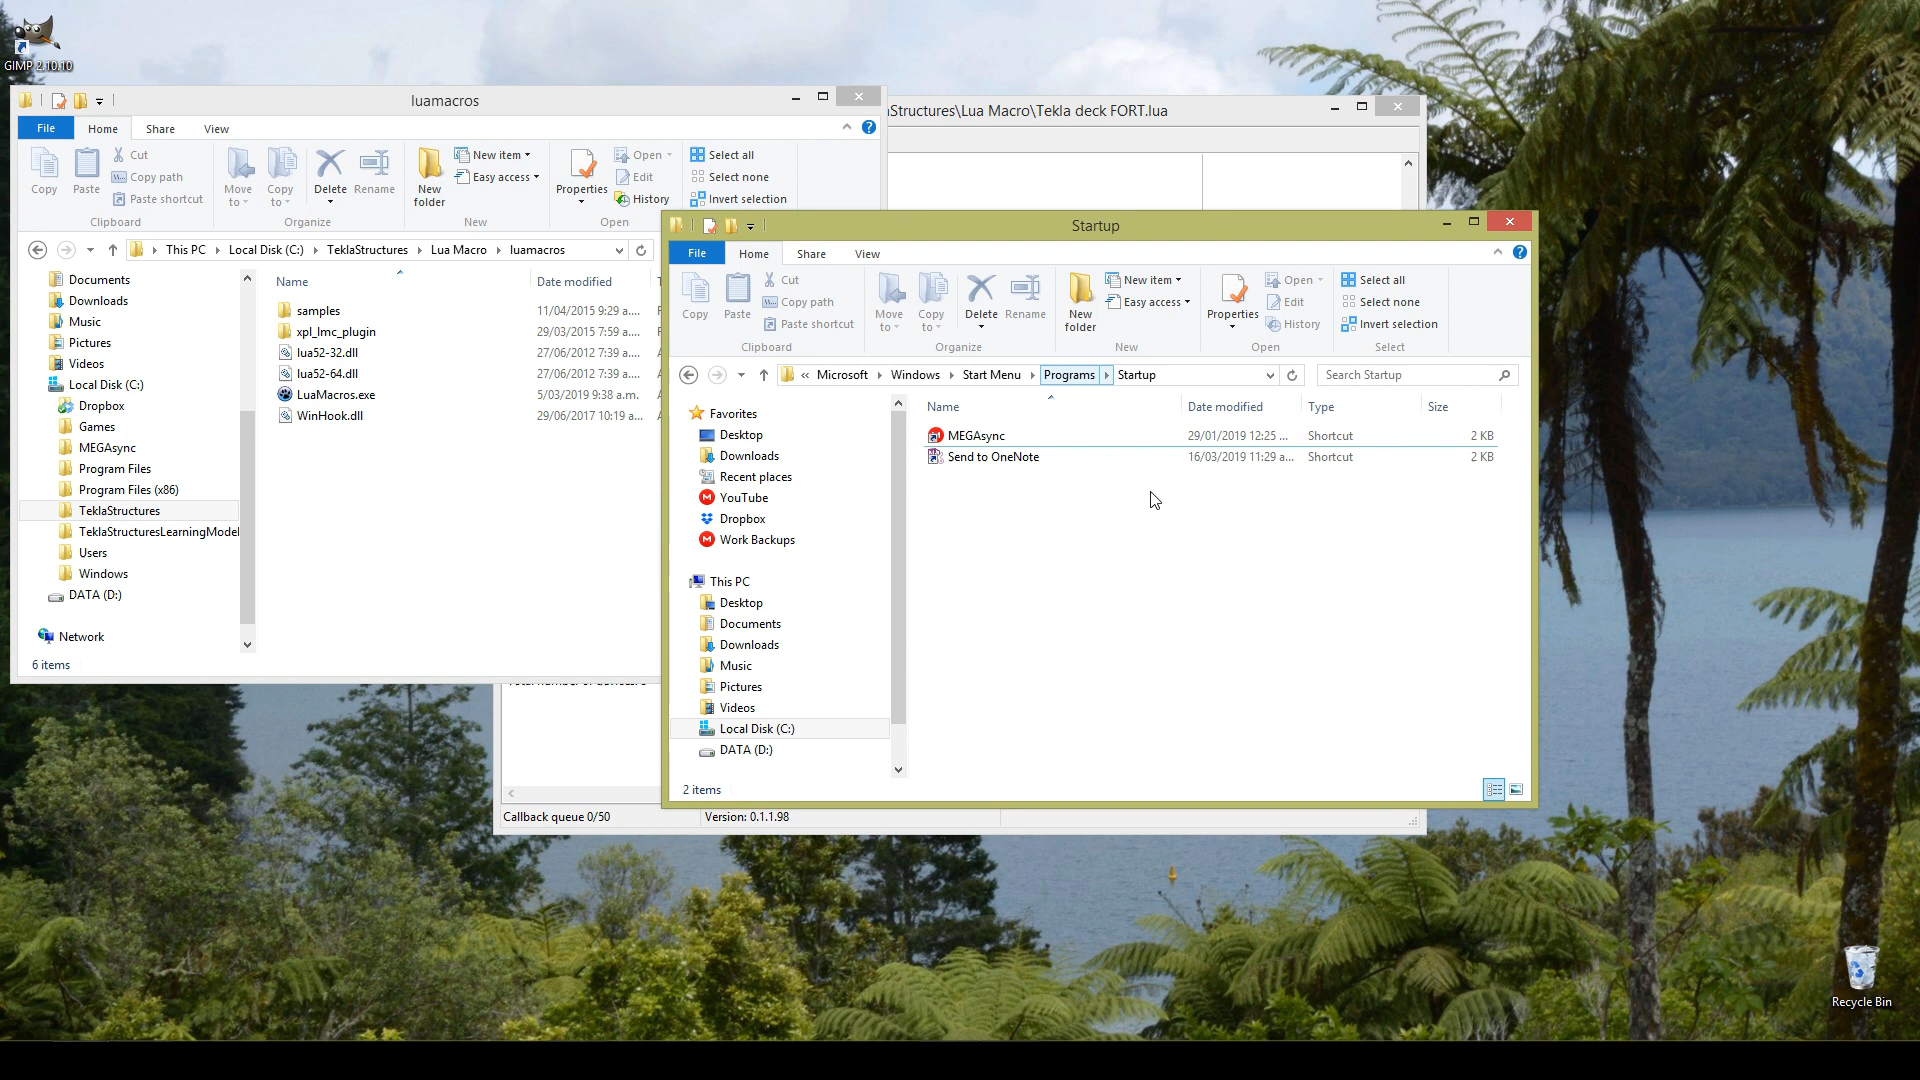 GIMP 2.10.10
luamacros
File Home Share View
Copy Paste Cut Copy path Paste shortcut
Move to Copy to Delete Rename
New folder New item Easy access
Properties Open Edit History
Select all Select none Invert selection
Clipboard Organize New Open
This PC Local Disk (C:) TeklaStructures Lua Macro luamacros
Documents
Downloads
Music
Pictures
Videos
Local Disk (C:)
Dropbox
Games
MEGAsync
Program Files
Program Files (x86)
TeklaStructures
TeklaStructuresLearningModel
Users
Windows
DATA (D:)
Network
6 items
Name Date modified
samples 11/04/2015 9:29 a....
xpl_lmc_plugin 29/03/2015 7:59 a....
lua52-32.dll 27/06/2012 7:39 a....
lua52-64.dll 27/06/2012 7:39 a....
LuaMacros.exe 5/03/2019 9:38 a.m.
WinHook.dll 29/06/2017 10:19 a...
Structures\Lua Macro\Tekla deck FORT.lua
Startup
File Home Share View
Copy Paste Cut Copy path Paste shortcut
Move to Copy to Delete Rename
New folder New item Easy access
Properties Open Edit History
Select all Select none Invert selection
Clipboard Organize New Open Select
« Microsoft Windows Start Menu Programs Startup
Search Startup
Favorites
Desktop
Downloads
Recent places
YouTube
Dropbox
Work Backups
This PC
Desktop
Documents
Downloads
Music
Pictures
Videos
Local Disk (C:)
DATA (D:)
2 items
Name Date modified Type Size
MEGAsync 29/01/2019 12:25 ... Shortcut 2 KB
Send to OneNote 16/03/2019 11:29 a... Shortcut 2 KB
Callback queue 0/50 Version: 0.1.1.98
Recycle Bin